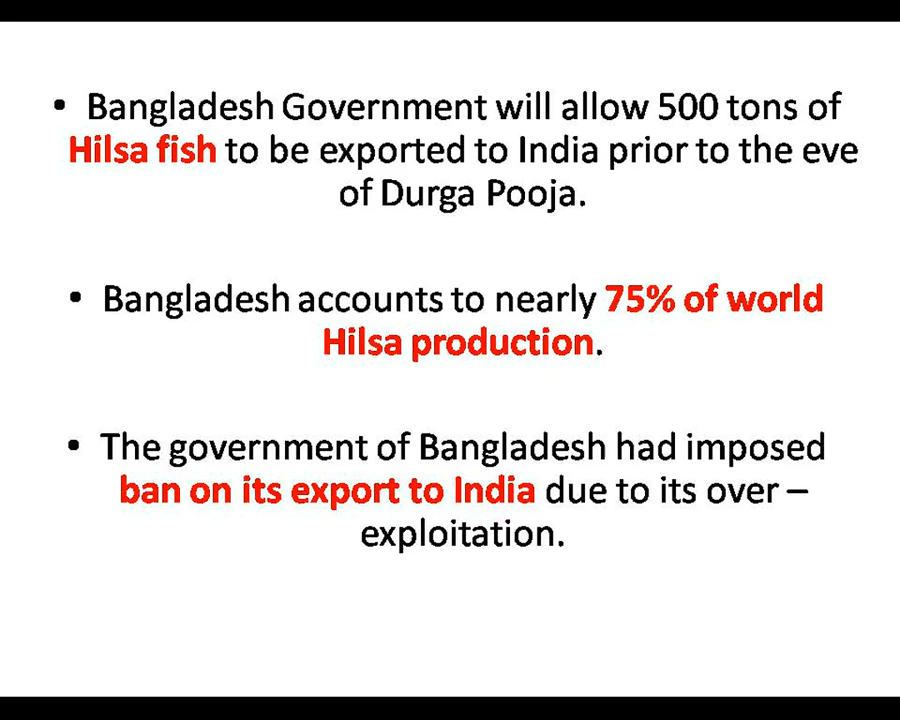 • Bangladesh Government will allow 500 tons of
Hilsa fish to be exported to India prior to the eve
of Durga Pooja.
• Bangladesh accounts to nearly 75% of world
Hilsa production.
• The government of Bangladesh had imposed
ban on its export to India due to its over –
exploitation.